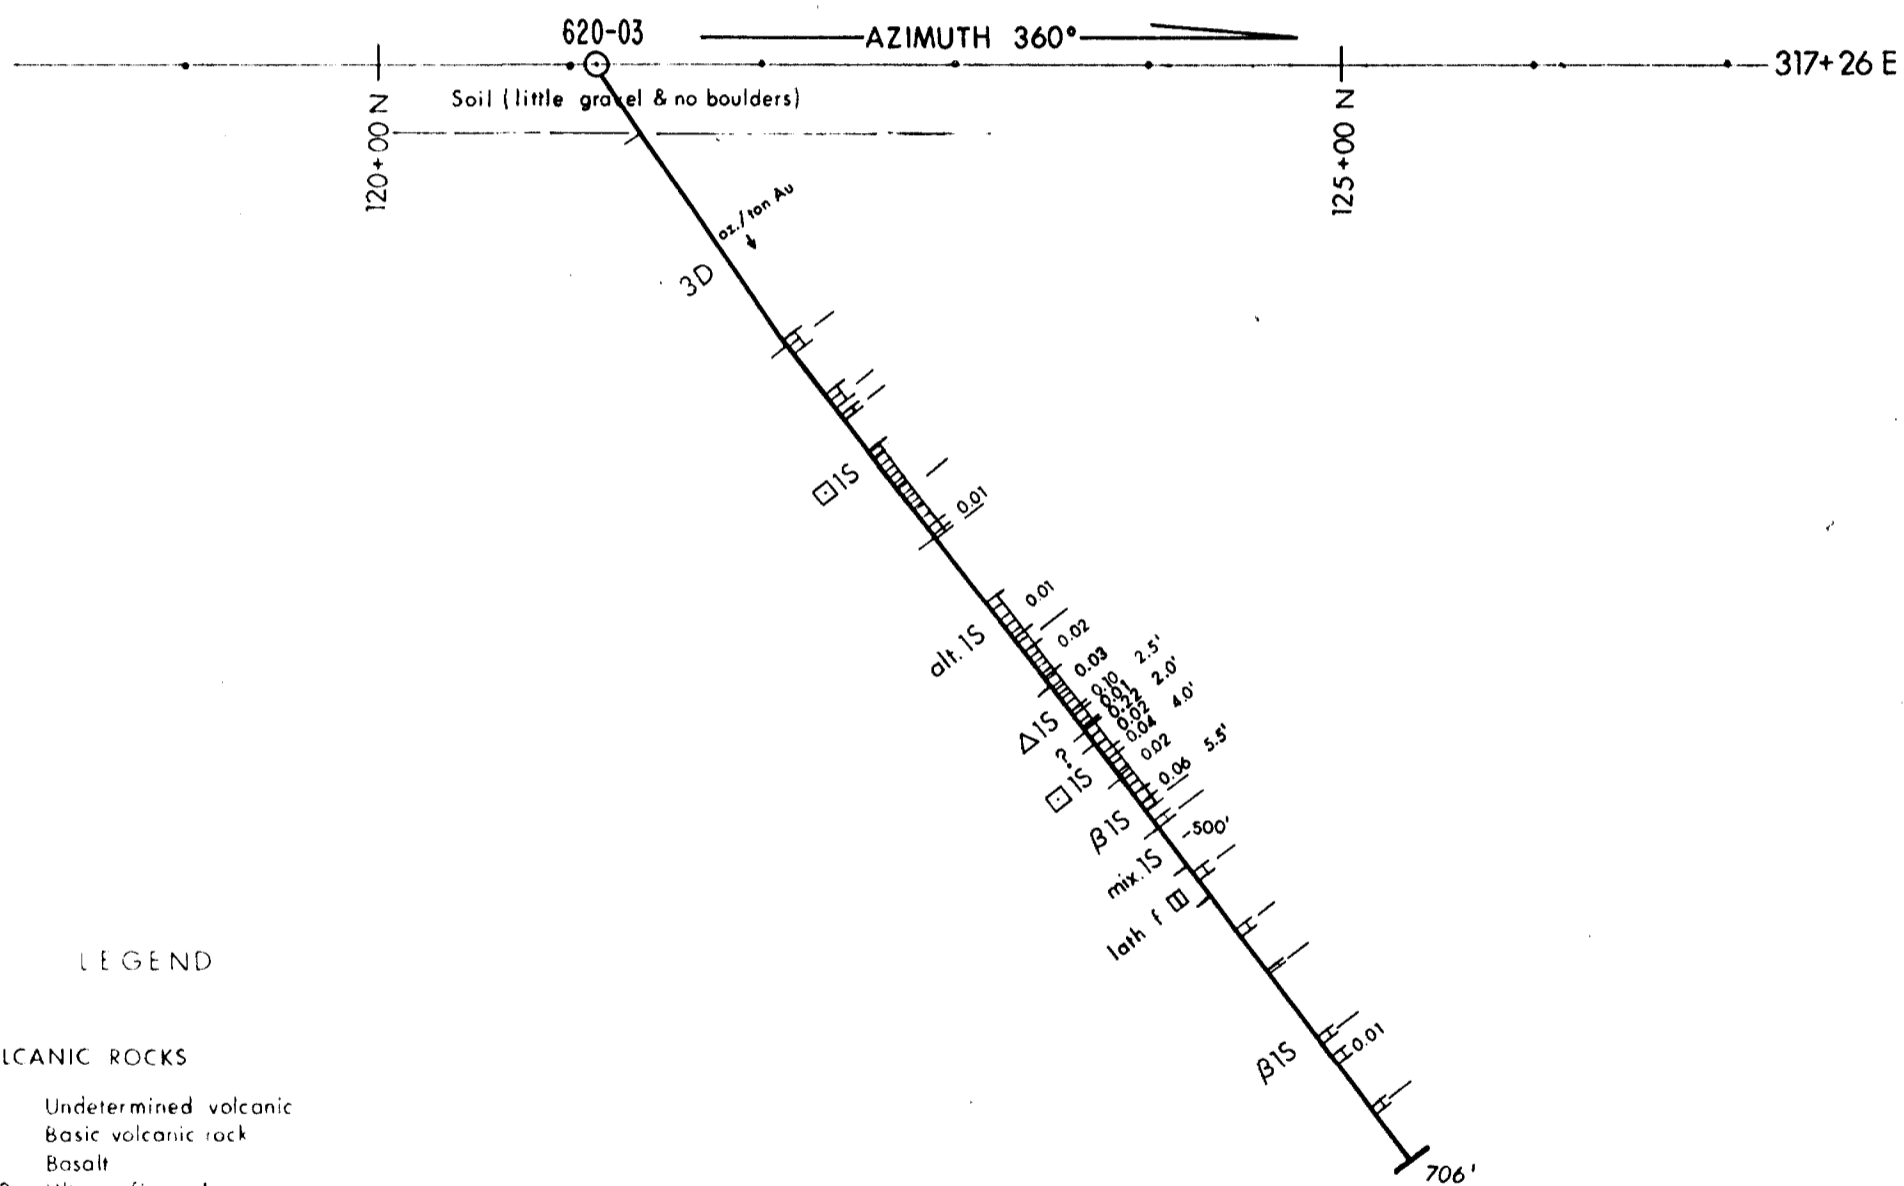 620-03
AZIMUTH 360°
317+26 E
Soil (little gravel & no boulders)
120+00 N
125+00 N
oz./ton Au
3D
1S
0.01
0.01
alt. 1S
0.02
0.03
0.10 2.5'
0.01
0.22 2.0'
0.02
0.04 4.0'
Δ1S
?
0.02
1S
0.06 5.5'
β1S
-500'
mix. 1S
lath f
β1S
0.01
706'
LEGEND
LCANIC ROCKS
Undetermined volcanic
Basic volcanic rock
Basalt